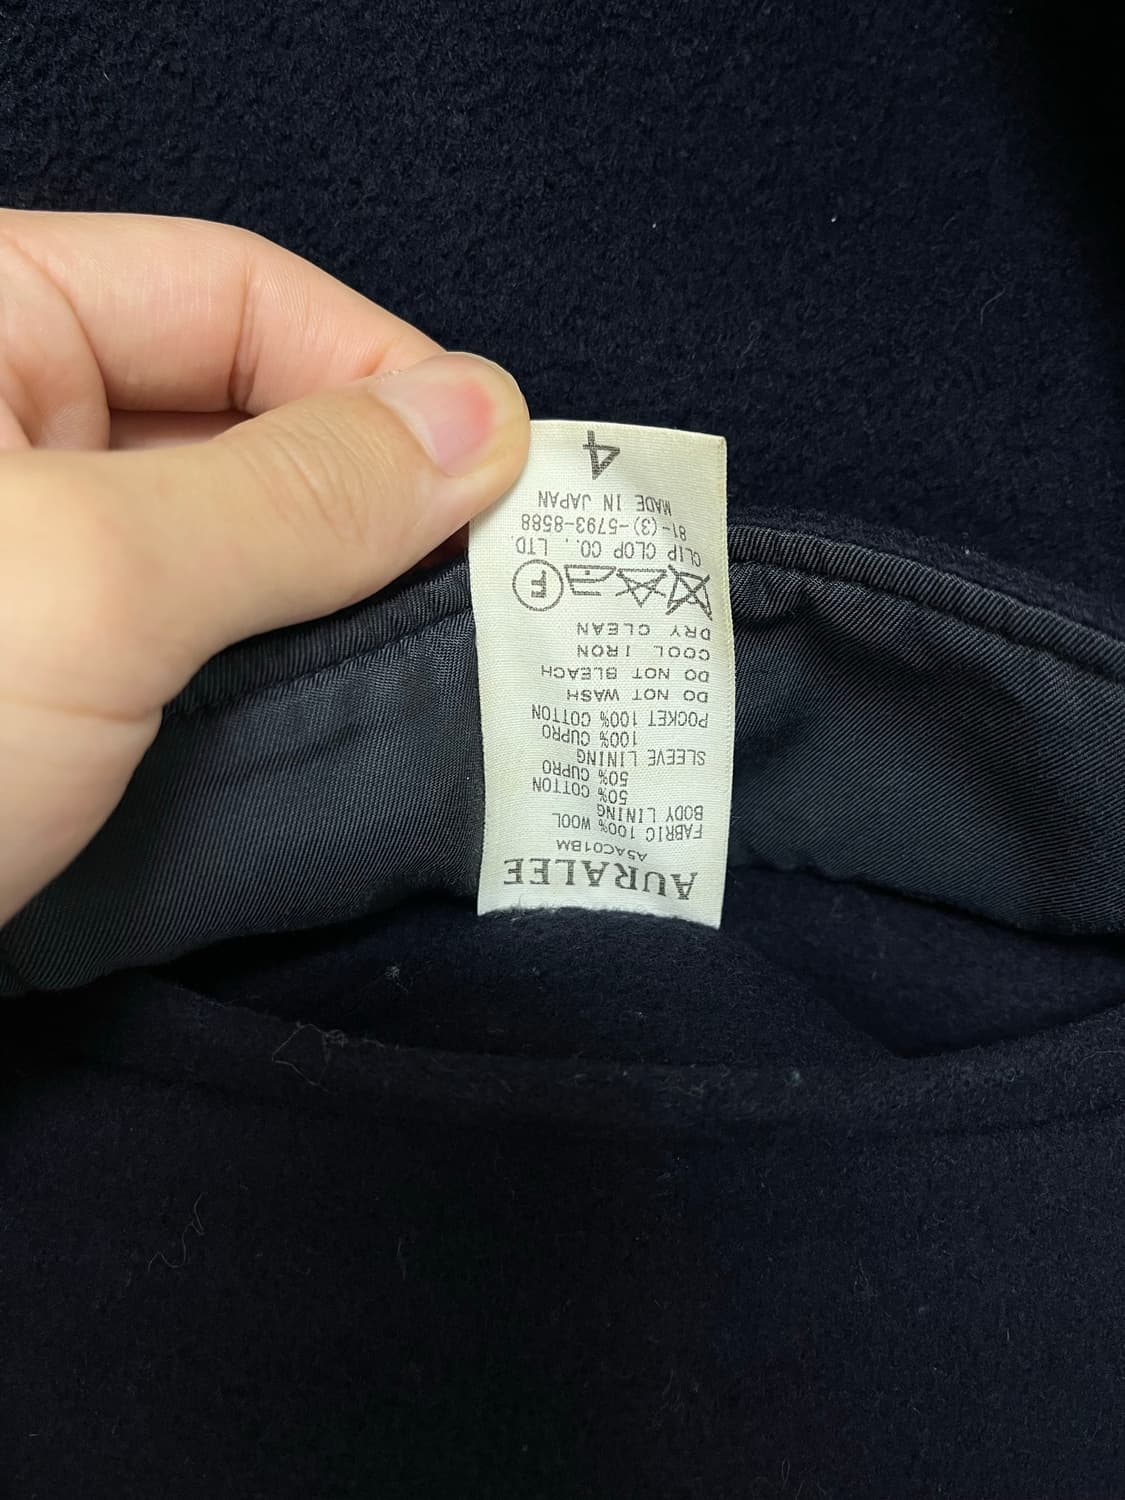 AURALEE
A5AC01BM
FABRIC 100% WOOL
BODY LINING
50% COTTON
50% CUPRO
SLEEVE LINING
100% CUPRO
POCKET 100% COTTON
DO NOT WASH
DO NOT BLEACH
COOL IRON
DRY CLEAN
F
CLIP CLOP CO., LTD.
81-(3)-5793-8588
MADE IN JAPAN
4